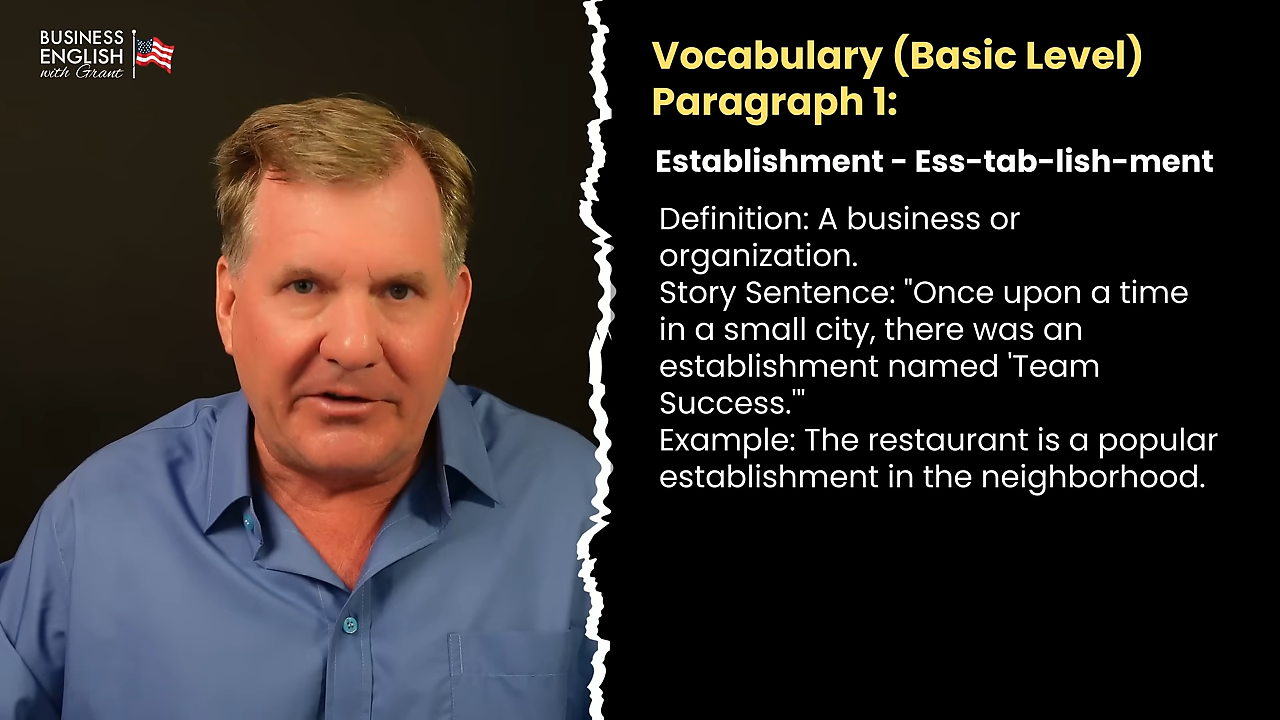 BUSINESS
ENGLISH
with Grant
Vocabulary (Basic Level)
Paragraph 1:
Establishment - Ess-tab-lish-ment
Definition: A business or
organization.
Story Sentence: "Once upon a time
in a small city, there was an
establishment named 'Team
Success.'"
Example: The restaurant is a popular
establishment in the neighborhood.